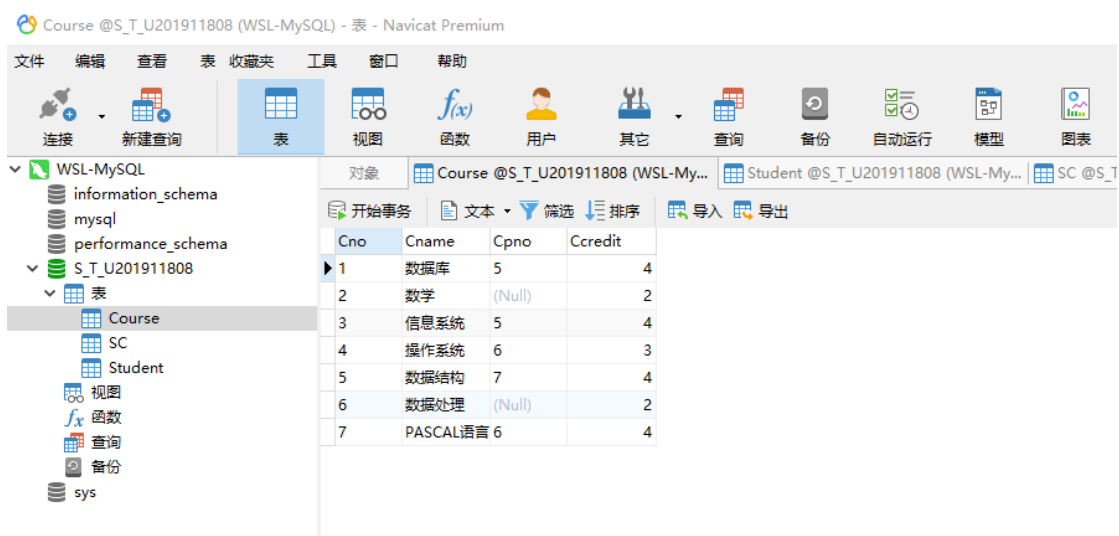 Course @S_T_U201911808 (WSL-MySQL) - 表 - Navicat Premium
文件 编辑 查看 表 收藏夹 工具 窗口 帮助
f(x)
连接 新建查询 表 视图 函数 用户 其它 查询 备份 自动运行 模型 图表
WSL-MySQL
information_schema
mysql
performance_schema
S_T_U201911808
表
Course
SC
Student
视图
fx 函数
查询
备份
sys
对象 Course @S_T_U201911808 (WSL-My... Student @S_T_U201911808 (WSL-My... SC @S_T
开始事务 文本 筛选 排序 导入 导出
Cno Cname Cpno Ccredit
1 数据库 5 4
2 数学 (Null) 2
3 信息系统 5 4
4 操作系统 6 3
5 数据结构 7 4
6 数据处理 (Null) 2
7 PASCAL语言 6 4